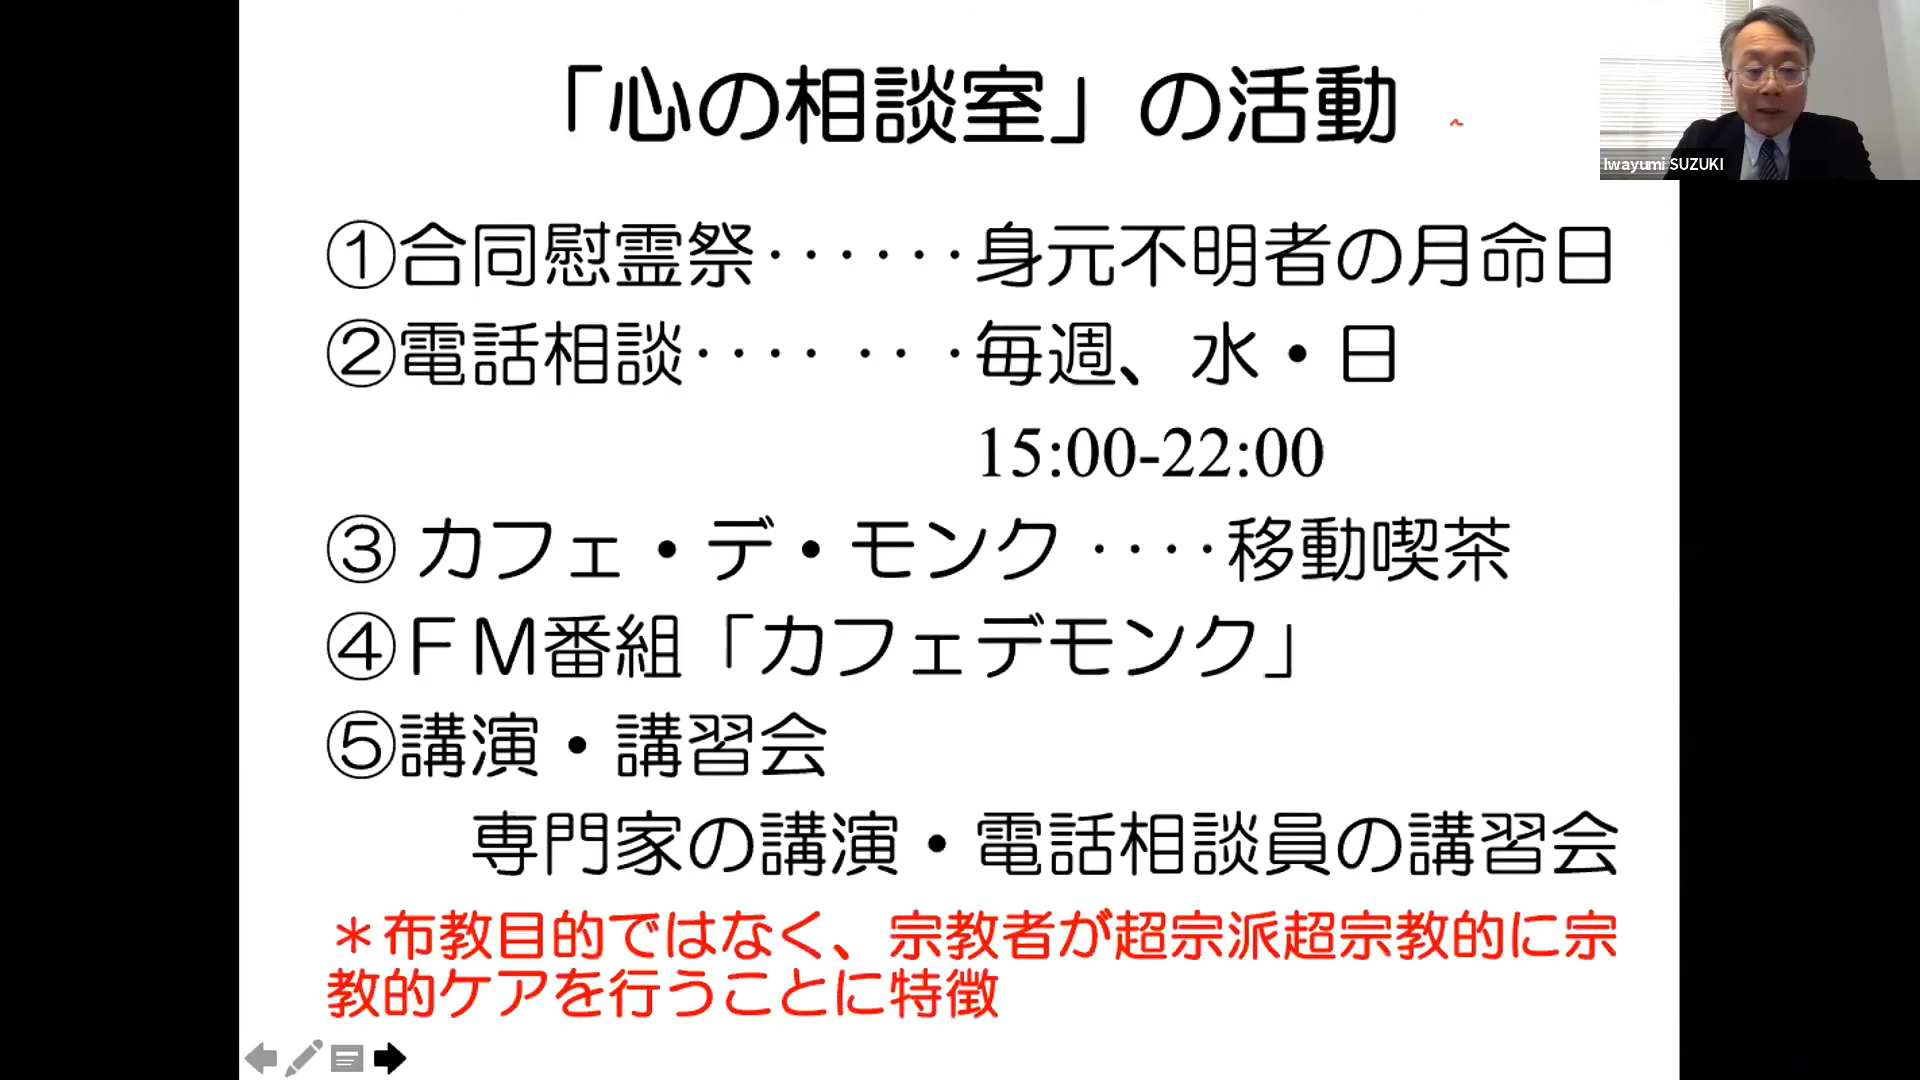 「心の相談室」の活動
Iwayumi SUZUKI
①合同慰霊祭‥‥‥身元不明者の月命日
②電話相談‥‥ ‥ ・毎週、水・日
15:00-22:00
③ カフェ・デ・モンク ‥‥移動喫茶
④ＦＭ番組「カフェデモンク」
⑤講演・講習会
専門家の講演・電話相談員の講習会
＊布教目的ではなく、宗教者が超宗派超宗教的に宗
教的ケアを行うことに特徴